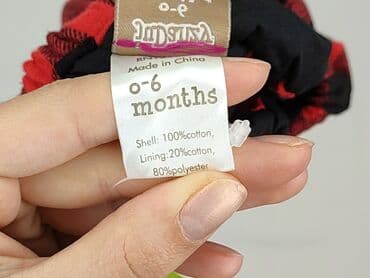 Made in China
0-6
months
Shell: 100%cotton,
Lining:20%cotton,
80%polyester